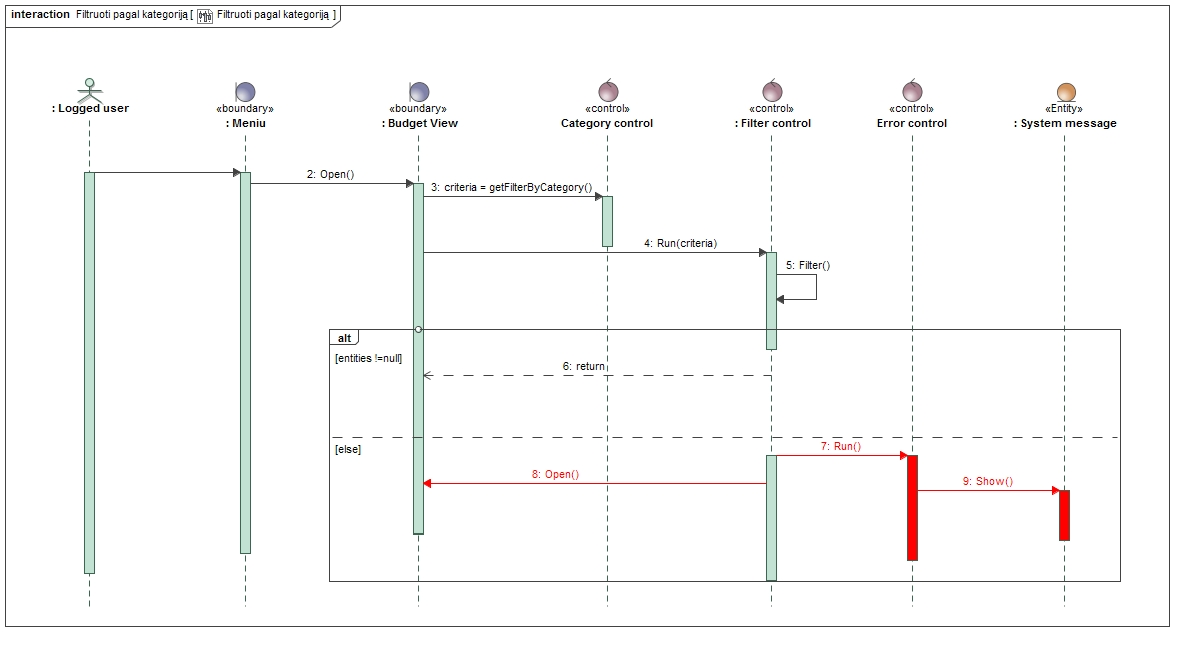 interaction Filtruoti pagal kategoriją [ Filtruoti pagal kategoriją ]
: Logged user
«boundary»
: Meniu
«boundary»
: Budget View
«control»
Category control
«control»
: Filter control
«control»
Error control
«Entity»
: System message
2: Open()
3: criteria = getFilterByCategory()
4: Run(criteria)
5: Filter()
alt
[entities !=null]
6: return
[else]
7: Run()
8: Open()
9: Show()